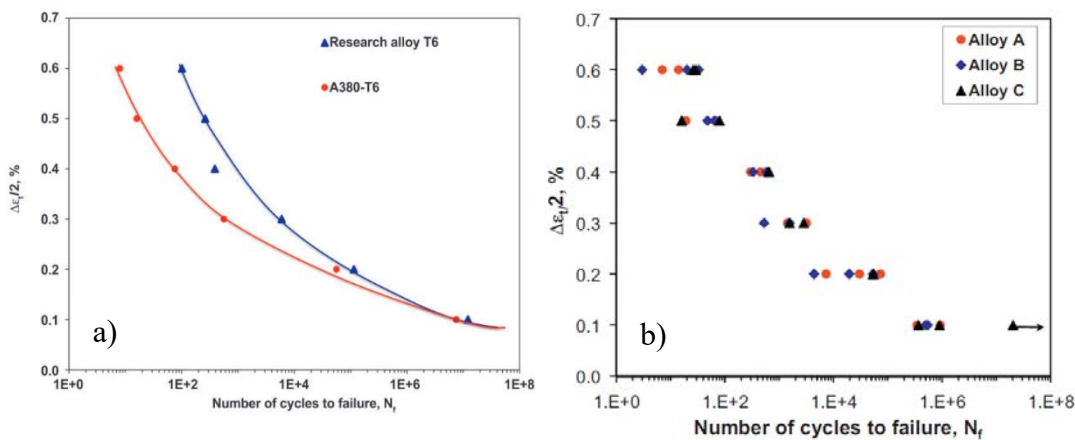 0.7
0.6
0.5
0.4
0.3
0.2
0.1
0.0
Δεt/2, %
Research alloy T6
A380-T6
a)
1E+0
1E+2
1E+4
1E+6
1E+8
Number of cycles to failure, Nf
0.7
0.6
0.5
0.4
0.3
0.2
0.1
0.0
Δεt/2, %
Alloy A
Alloy B
Alloy C
b)
1.E+0
1.E+2
1.E+4
1.E+6
1.E+8
Number of cycles to failure, Nf